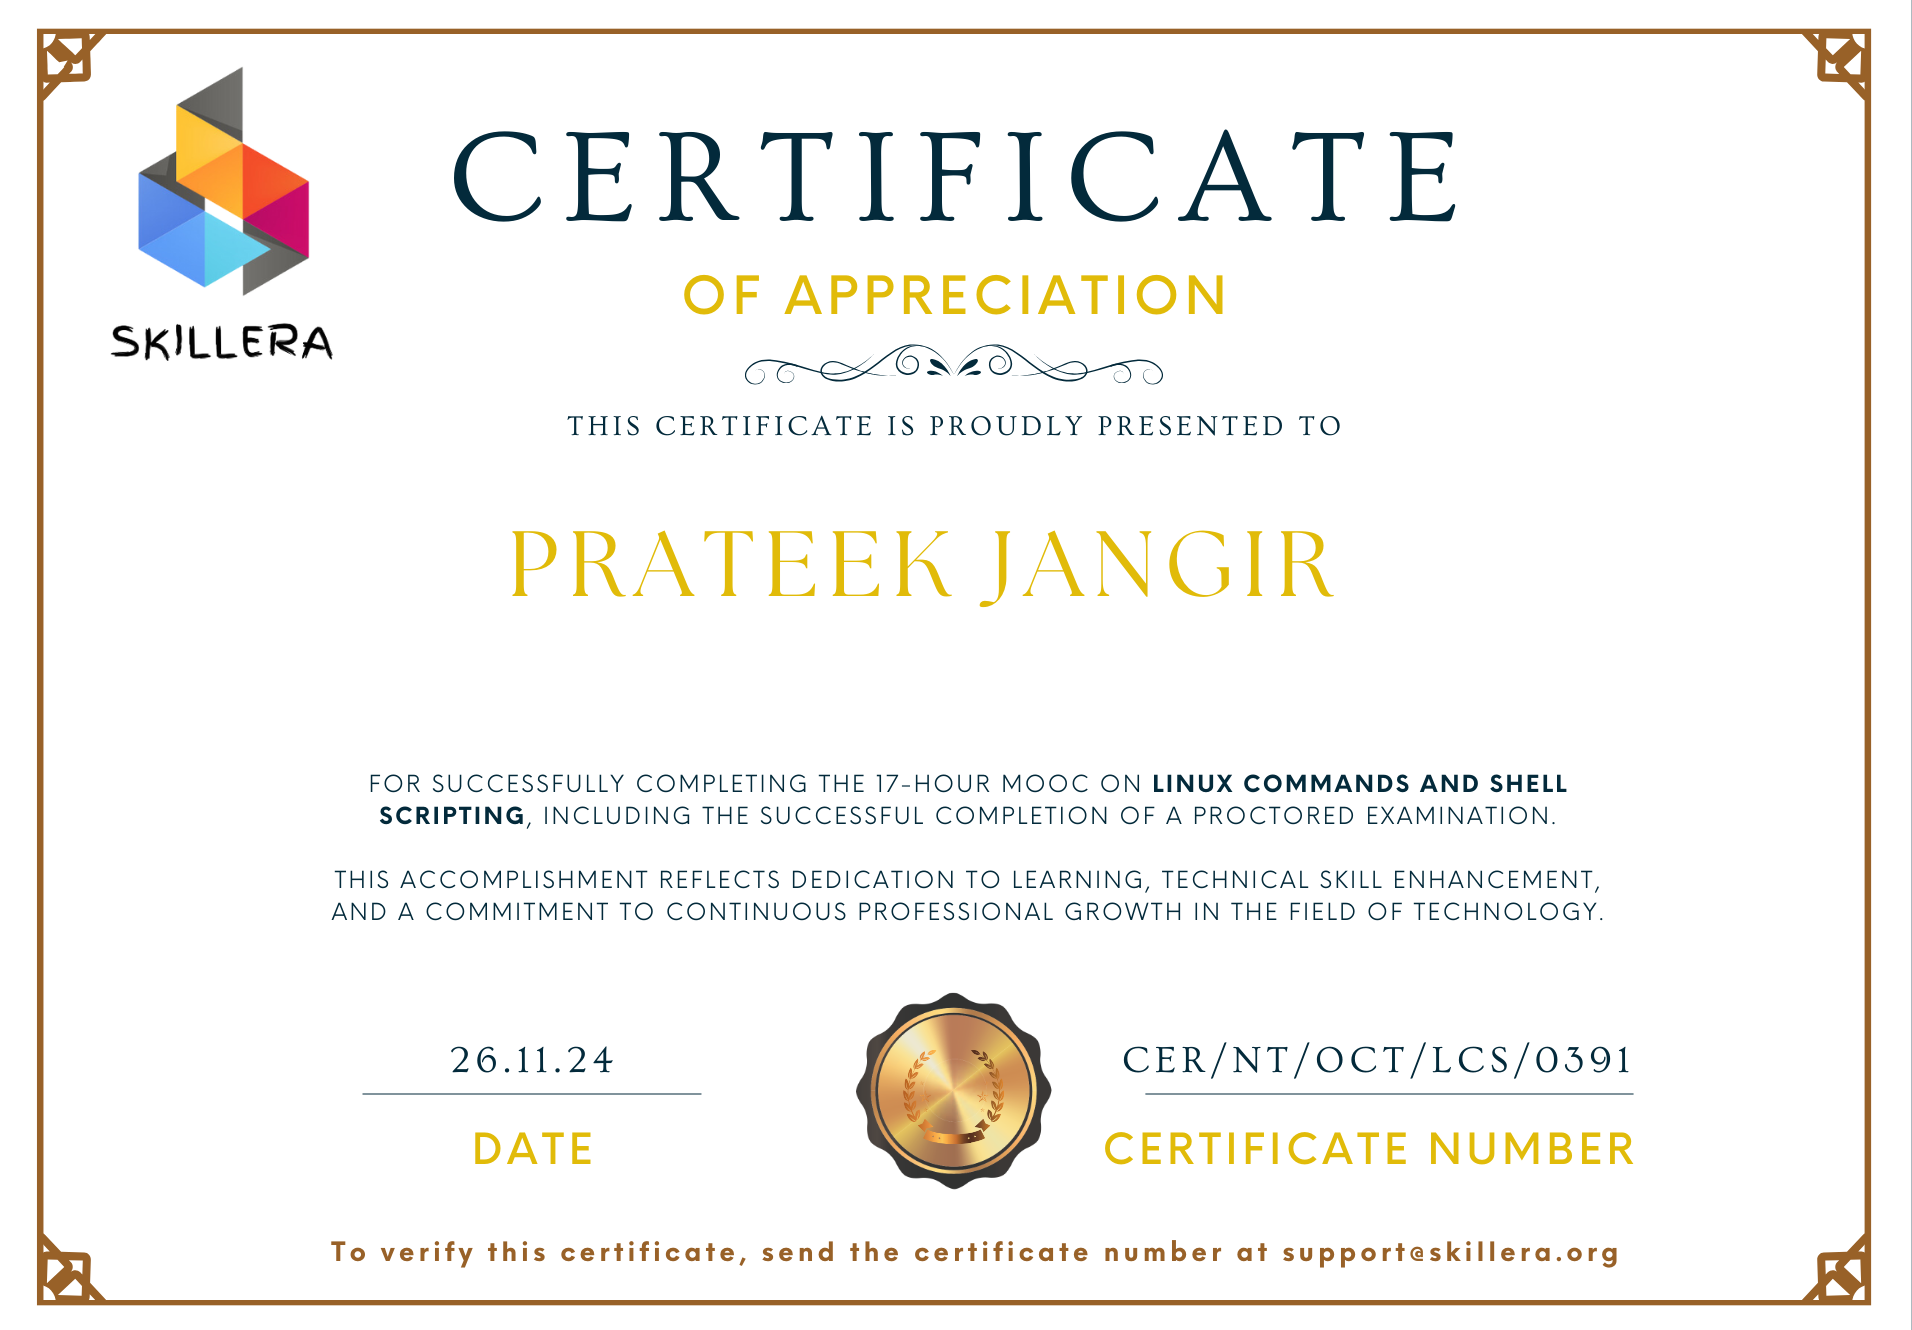 SKILLERA
CERTIFICATE
OF APPRECIATION
THIS CERTIFICATE IS PROUDLY PRESENTED TO
PRATEEK JANGIR
FOR SUCCESSFULLY COMPLETING THE 17-HOUR MOOC ON LINUX COMMANDS AND SHELL
SCRIPTING, INCLUDING THE SUCCESSFUL COMPLETION OF A PROCTORED EXAMINATION.
THIS ACCOMPLISHMENT REFLECTS DEDICATION TO LEARNING, TECHNICAL SKILL ENHANCEMENT,
AND A COMMITMENT TO CONTINUOUS PROFESSIONAL GROWTH IN THE FIELD OF TECHNOLOGY.
26.11.24
DATE
CER/NT/OCT/LCS/0391
CERTIFICATE NUMBER
To verify this certificate, send the certificate number at support@skillera.org